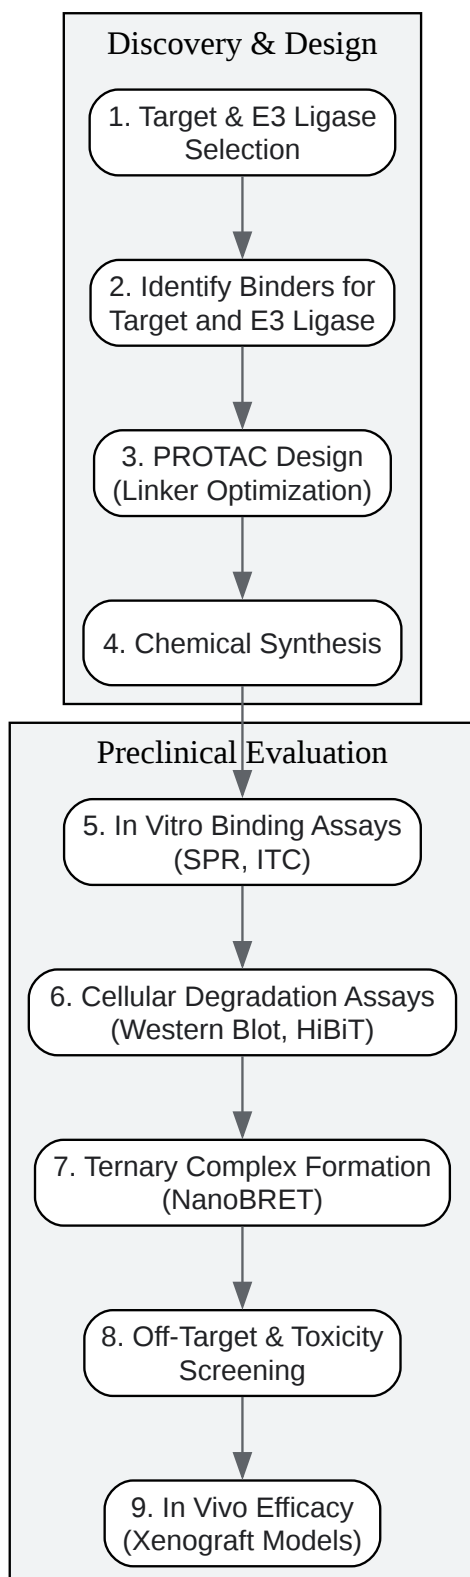 Discovery & Design
1. Target & E3 Ligase
Selection
2. Identify Binders for
Target and E3 Ligase
3. PROTAC Design
(Linker Optimization)
4. Chemical Synthesis
Preclinical Evaluation
5. In Vitro Binding Assays
(SPR, ITC)
6. Cellular Degradation Assays
(Western Blot, HiBiT)
7. Ternary Complex Formation
(NanoBRET)
8. Off-Target & Toxicity
Screening
9. In Vivo Efficacy
(Xenograft Models)